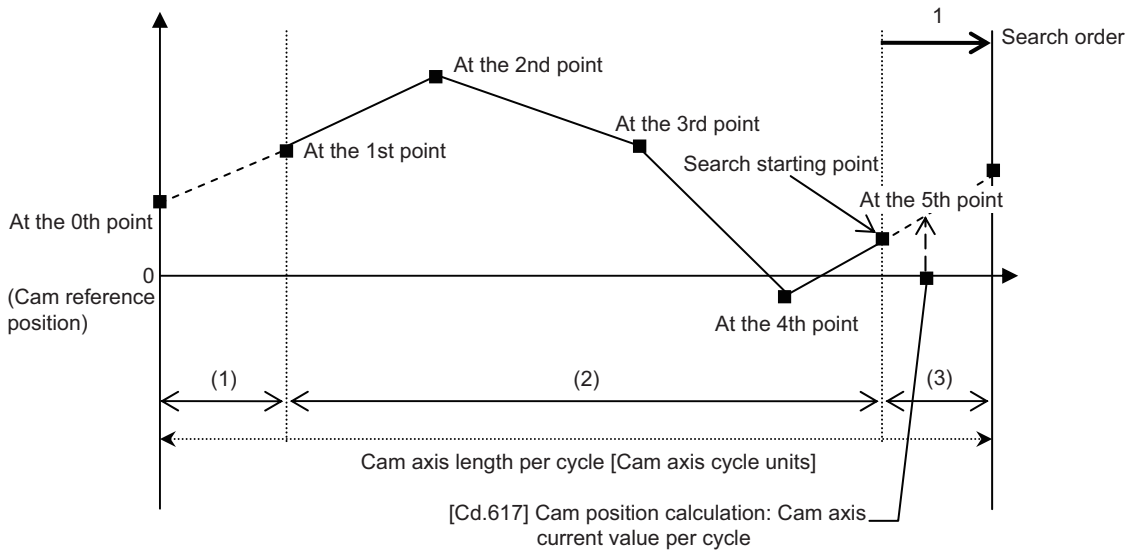 1
Search order
At the 2nd point
At the 3rd point
At the 1st point
Search starting point
At the 5th point
At the 0th point
0
(Cam reference
position)
At the 4th point
(1)
(2)
(3)
Cam axis length per cycle [Cam axis cycle units]
[Cd.617] Cam position calculation: Cam axis
current value per cycle